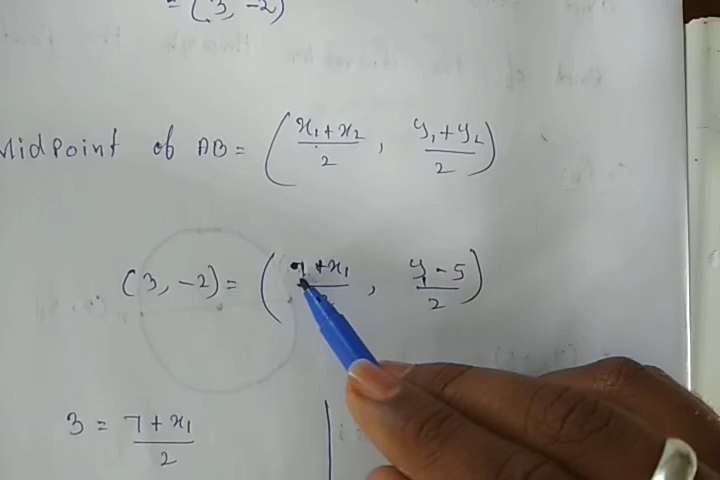 = (3, -2)
Midpoint of AB = ( x₁ + x₂ / 2 , y₁ + y₂ / 2 )
(3, -2) = ( 7 + x₁ / 2 , y₁ - 5 / 2 )
3 = 7 + x₁ / 2